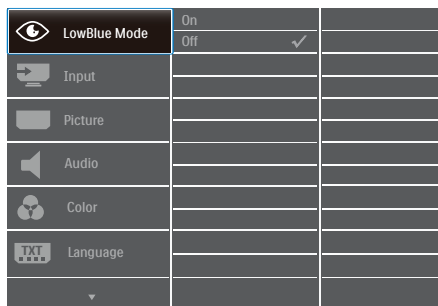 LowBlue Mode
On
Off
Input
Picture
Audio
Color
TXT
Language